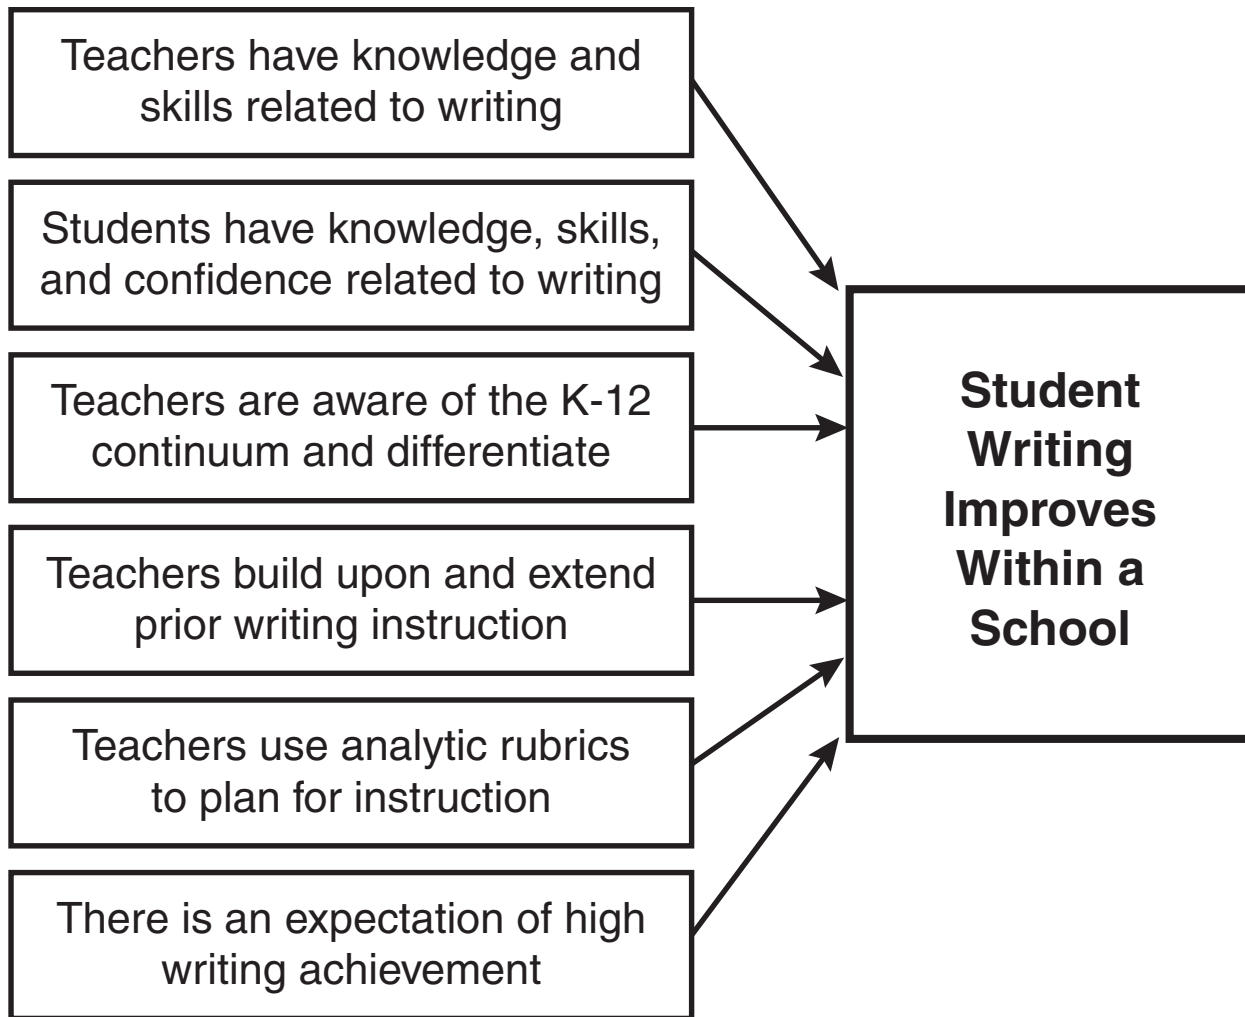 Teachers have knowledge and
skills related to writing
Students have knowledge, skills,
and confidence related to writing
Teachers are aware of the K-12
continuum and differentiate
Teachers build upon and extend
prior writing instruction
Teachers use analytic rubrics
to plan for instruction
There is an expectation of high
writing achievement
Student
Writing
Improves
Within a
School